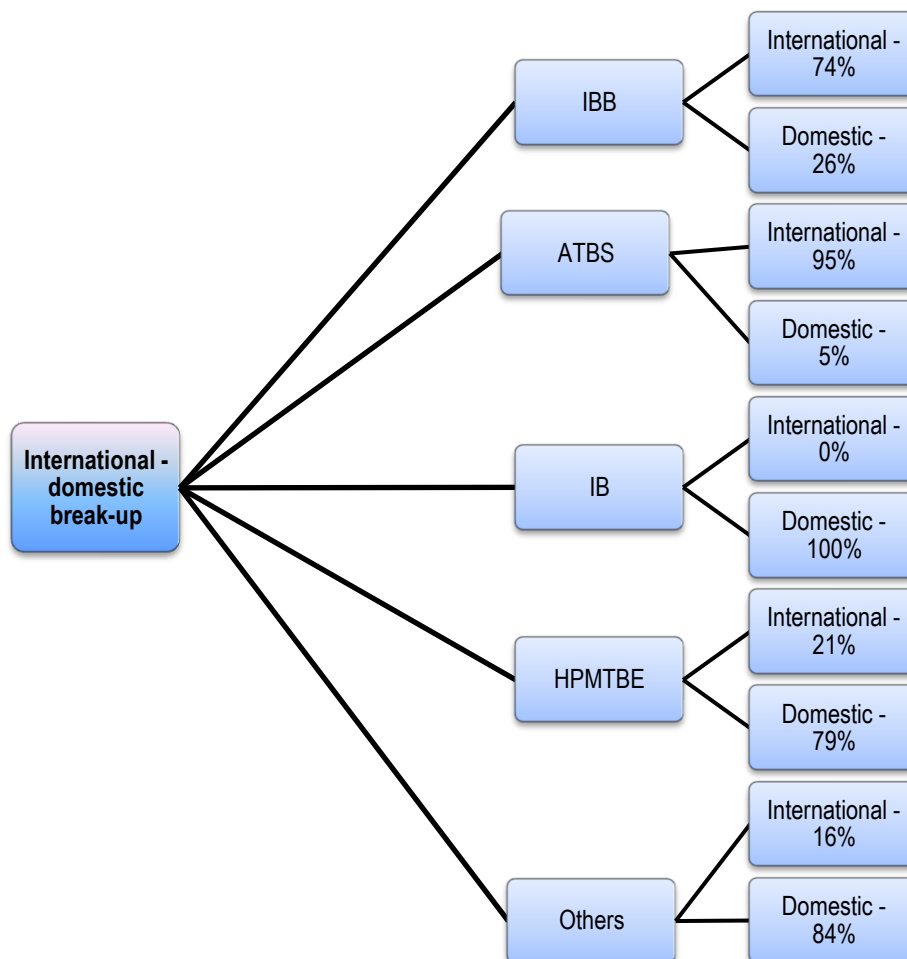 International -
domestic
break-up
IBB
International -
74%
Domestic -
26%
ATBS
International -
95%
Domestic -
5%
IB
International -
0%
Domestic -
100%
HPMTBE
International -
21%
Domestic -
79%
Others
International -
16%
Domestic -
84%